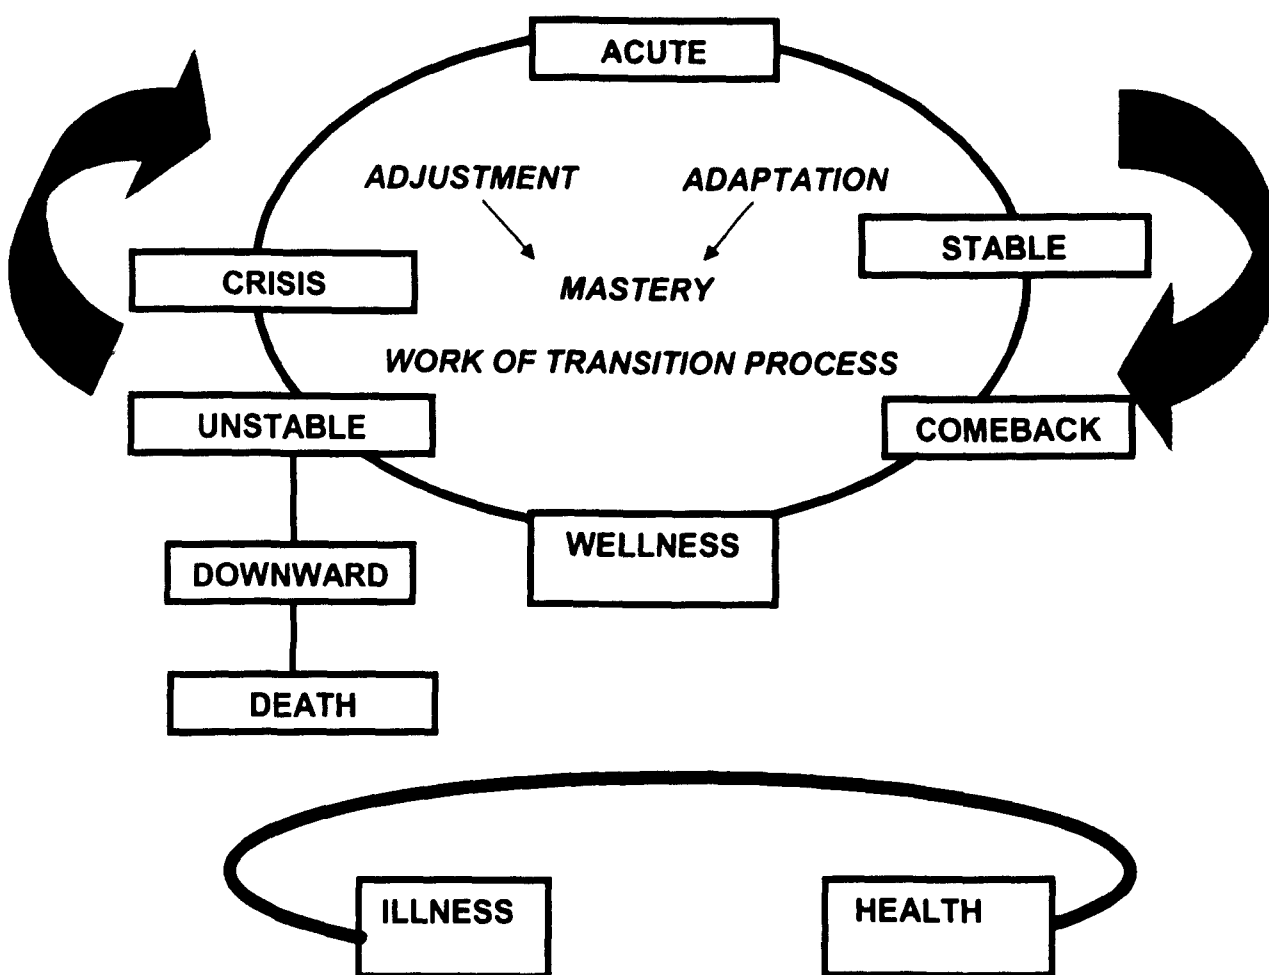 ACUTE
ADJUSTMENT
ADAPTATION
STABLE
CRISIS
MASTERY
WORK OF TRANSITION PROCESS
UNSTABLE
COMEBACK
WELLNESS
DOWNWARD
DEATH
ILLNESS
HEALTH